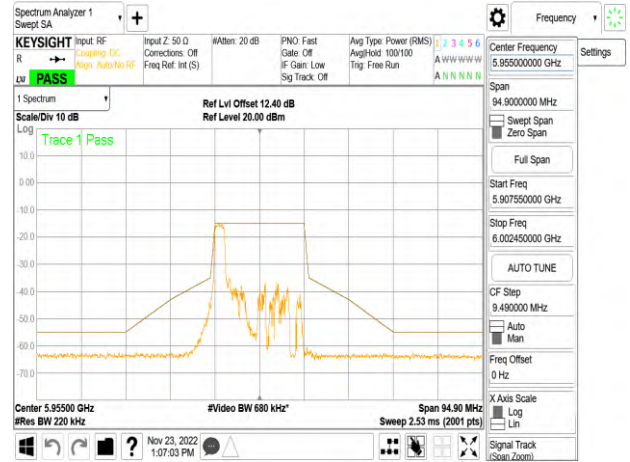 Spectrum Analyzer 1
Swept SA
Frequency
KEYSIGHT
R
LXI
PASS
Input: RF
Coupling: DC
Align: Auto/No RF
Input Z: 50 Ω
Corrections: Off
Freq Ref: Int (S)
#Atten: 20 dB
PNO: Fast
Gate: Off
IF Gain: Low
Sig Track: Off
Avg Type: Power (RMS)
Avg|Hold: 100/100
Trig: Free Run
1 2 3 4 5 6
A W W W W W
A N N N N N
Settings
1 Spectrum
Scale/Div 10 dB
Ref Lvl Offset 12.40 dB
Ref Level 20.00 dBm
Log
Trace 1 Pass
10.0
0.00
-10.0
-20.0
-30.0
-40.0
-50.0
-60.0
-70.0
Center 5.95500 GHz
#Res BW 220 kHz
#Video BW 680 kHz*
Span 94.90 MHz
Sweep 2.53 ms (2001 pts)
Center Frequency
5.955000000 GHz
Span
94.9000000 MHz
Swept Span
Zero Span
Full Span
Start Freq
5.907550000 GHz
Stop Freq
6.002450000 GHz
AUTO TUNE
CF Step
9.490000 MHz
Auto
Man
Freq Offset
0 Hz
X Axis Scale
Log
Lin
Signal Track
(Span Zoom)
Nov 23, 2022
1:07:03 PM